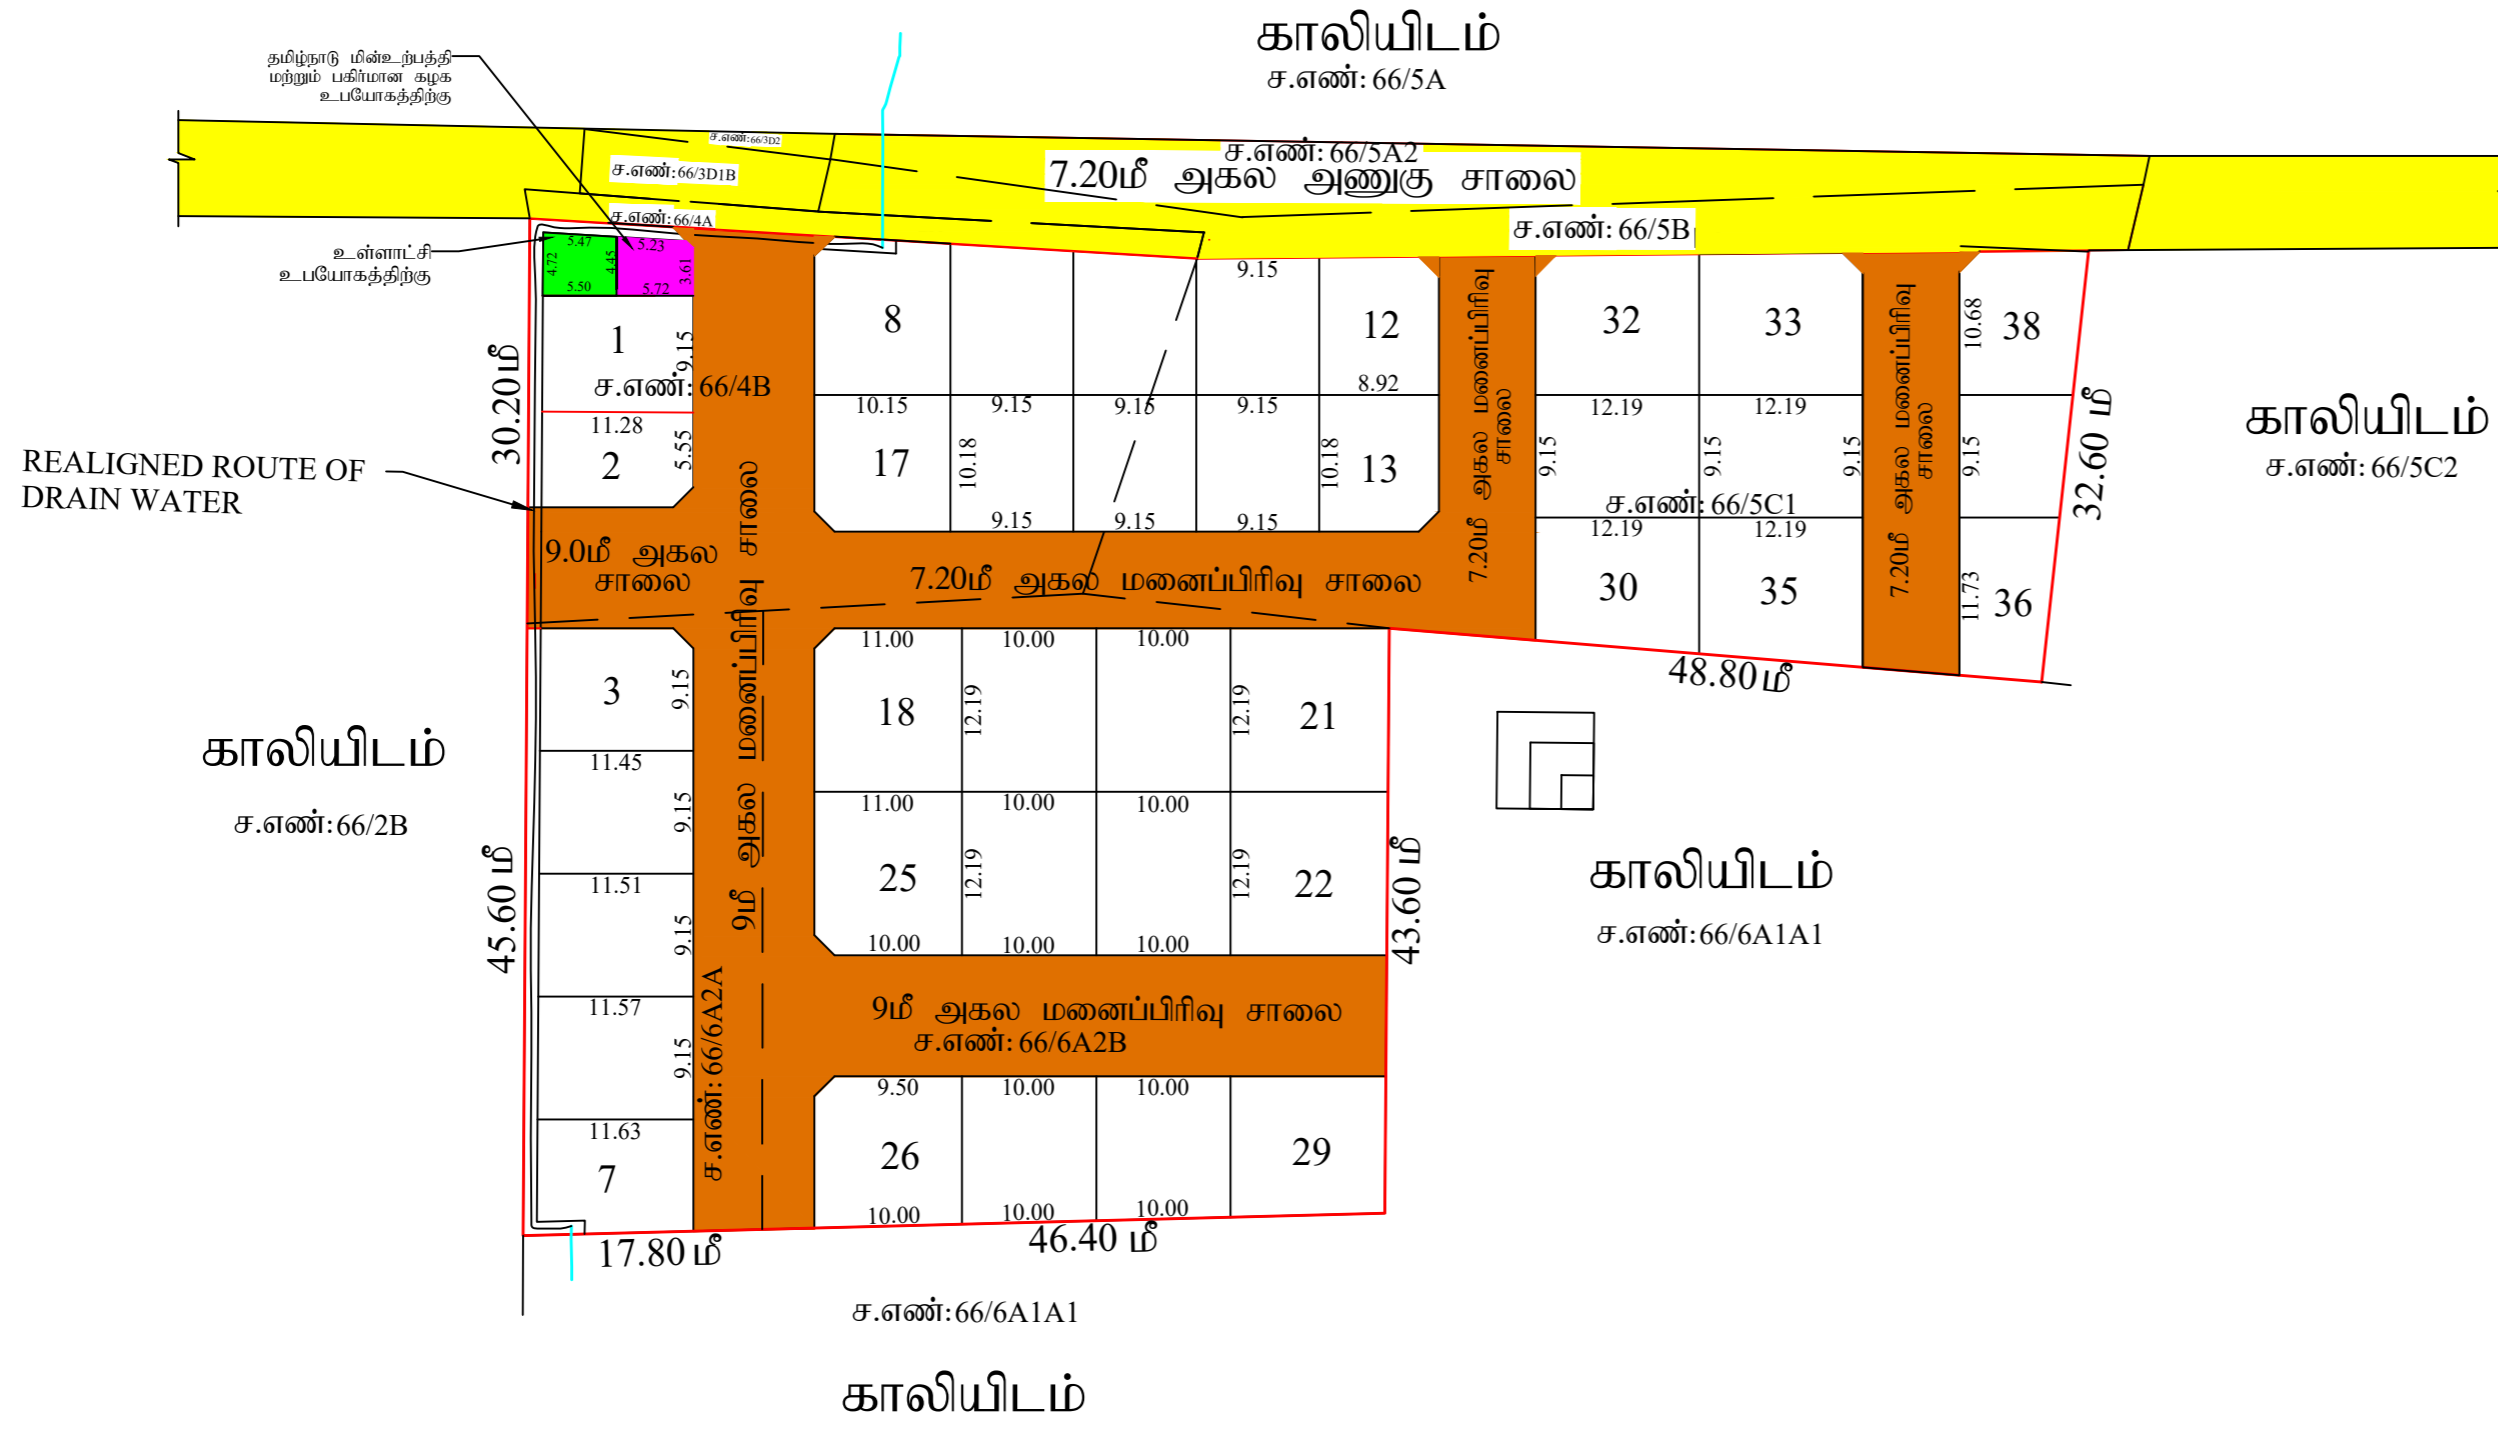 காலியிடம்
ச.எண்: 66/5A
தமிழ்நாடு மின்உற்பத்தி
மற்றும் பகிர்மான கழக
உபயோகத்திற்கு
ச.எண்:66/3D2
ச.எண்: 66/5A2
ச.எண்:66/3D1B
7.20மீ அகல அணுகு சாலை
ச.எண்: 66/4A
ச.எண்: 66/5B
உள்ளாட்சி
உபயோகத்திற்கு
5.47
5.23
4.72
4.45
3.61
5.50
5.72
9.15
1
9.15
8
12
32
33
10.68
38
ச.எண்: 66/4B
30.20மீ
8.92
10.15
9.15
9.15
9.15
12.19
12.19
32.60 மீ
காலியிடம்
ச.எண்: 66/5C2
11.28
2
5.55
17
10.18
10.18
13
9.15
9.15
9.15
9.15
REALIGNED ROUTE OF
DRAIN WATER
7.20மீ அகல மனைப்பிரிவு
சாலை
7.20மீ அகல மனைப்பிரிவு
சாலை
ச.எண்: 66/5C1
9.15
9.15
9.15
12.19
12.19
9.0மீ அகல
சாலை
7.20மீ அகல மனைப்பிரிவு சாலை
30
35
11.73
36
9மீ அகல மனைப்பிரிவு சாலை
11.00
10.00
10.00
48.80மீ
3
9.15
18
12.19
12.19
21
காலியிடம்
ச.எண்:66/2B
11.45
9.15
11.00
10.00
10.00
45.60 மீ
11.51
9.15
25
12.19
12.19
22
43.60 மீ
காலியிடம்
ச.எண்:66/6A1A1
10.00
10.00
10.00
11.57
9.15
ச.எண்: 66/6A2A
9மீ அகல மனைப்பிரிவு சாலை
ச.எண்: 66/6A2B
9.50
10.00
10.00
11.63
7
26
29
10.00
10.00
10.00
17.80மீ
46.40 மீ
ச.எண்:66/6A1A1
காலியிடம்